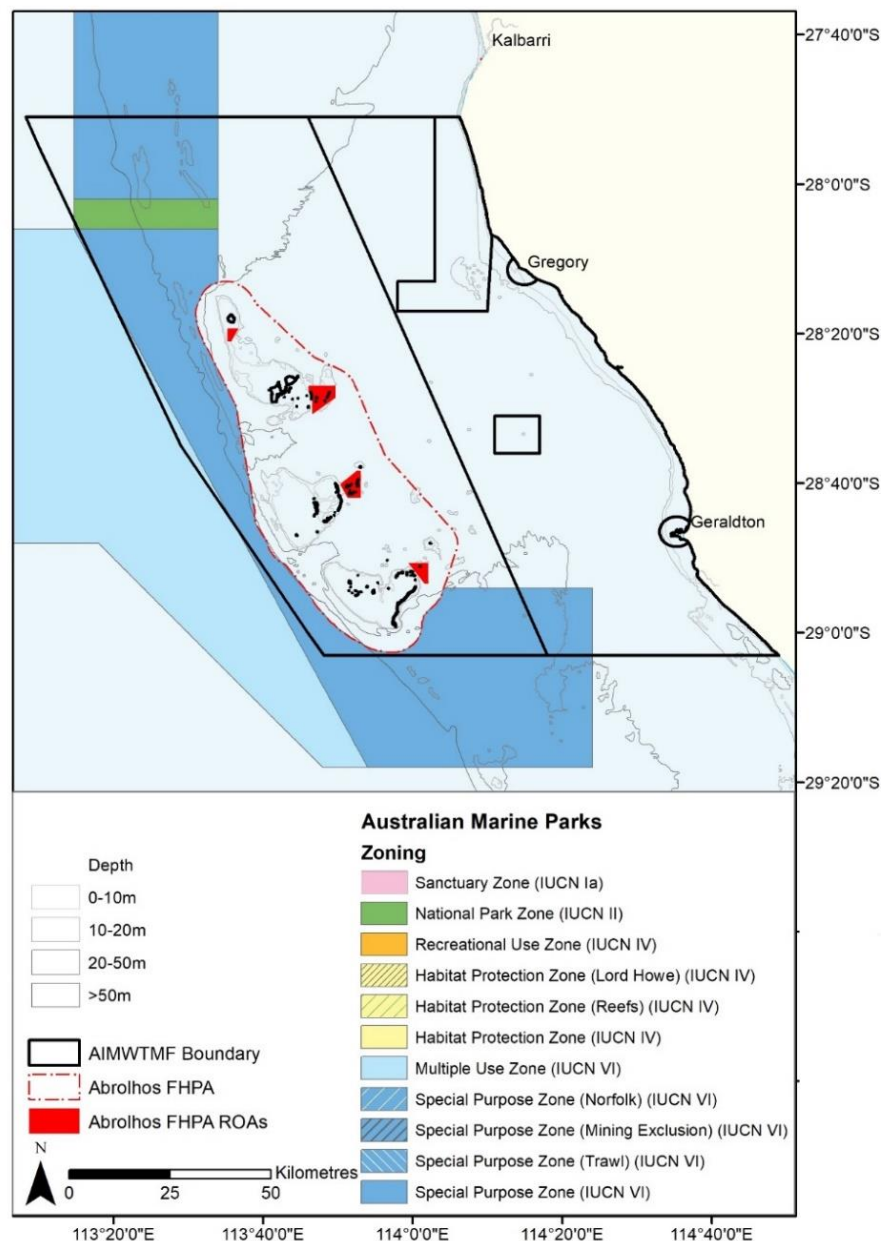 Kalbarri
Gregory
Geraldton
27°40'0"S
28°0'0"S
28°20'0"S
28°40'0"S
29°0'0"S
29°20'0"S
Depth
0-10m
10-20m
20-50m
>50m
AIMWTMF Boundary
Abrolhos FHPA
Abrolhos FHPA ROAs
N
Kilometres
0 25 50
Australian Marine Parks
Zoning
Sanctuary Zone (IUCN Ia)
National Park Zone (IUCN II)
Recreational Use Zone (IUCN IV)
Habitat Protection Zone (Lord Howe) (IUCN IV)
Habitat Protection Zone (Reefs) (IUCN IV)
Habitat Protection Zone (IUCN IV)
Multiple Use Zone (IUCN VI)
Special Purpose Zone (Norfolk) (IUCN VI)
Special Purpose Zone (Mining Exclusion) (IUCN VI)
Special Purpose Zone (Trawl) (IUCN VI)
Special Purpose Zone (IUCN VI)
113°20'0"E 113°40'0"E 114°0'0"E 114°20'0"E 114°40'0"E